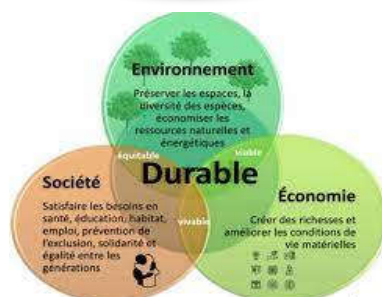 Environnement
Préserver les espaces, la
diversité des espèces,
économiser les
ressources naturelles et
énergétiques
équitable
viable
Durable
Société
Satisfaire les besoins en
santé, éducation, habitat,
emploi, prévention de
l'exclusion, solidarité et
égalité entre les
générations
vivable
Économie
Créer des richesses et
améliorer les conditions de
vie matérielles